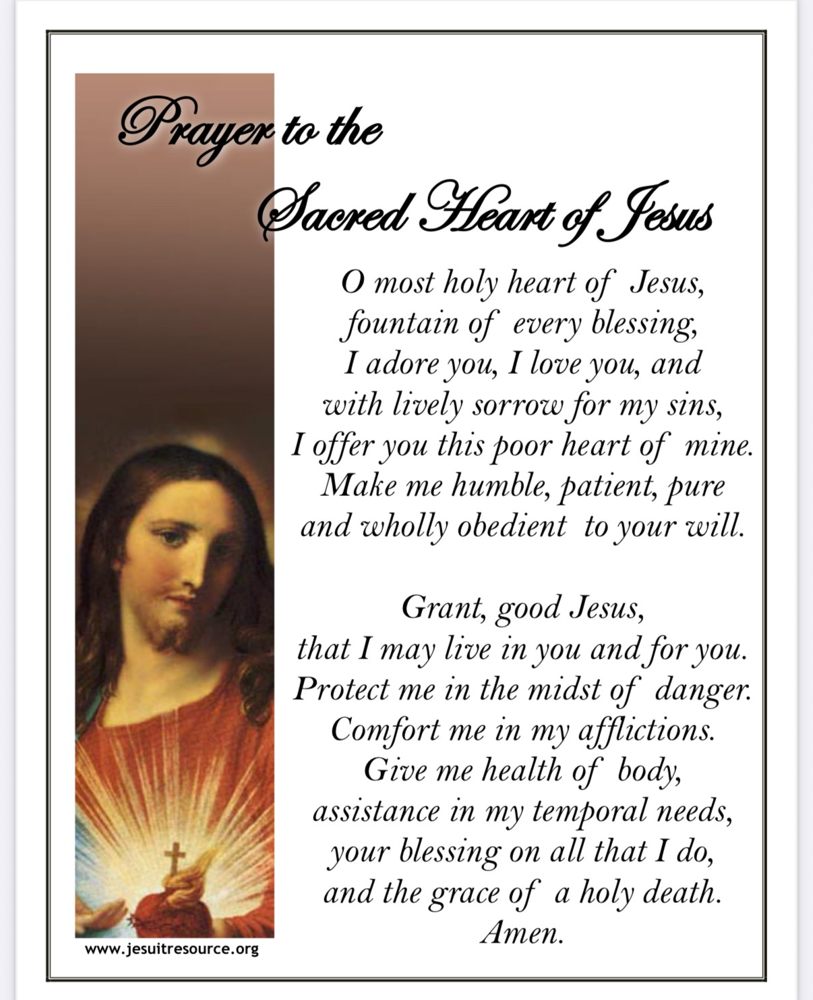 Prayer to the
Sacred Heart of Jesus
O most holy heart of Jesus,
fountain of every blessing,
I adore you, I love you, and
with lively sorrow for my sins,
I offer you this poor heart of mine.
Make me humble, patient, pure
and wholly obedient to your will.
Grant, good Jesus,
that I may live in you and for you.
Protect me in the midst of danger.
Comfort me in my afflictions.
Give me health of body,
assistance in my temporal needs,
your blessing on all that I do,
and the grace of a holy death.
Amen.
www.jesuitresource.org